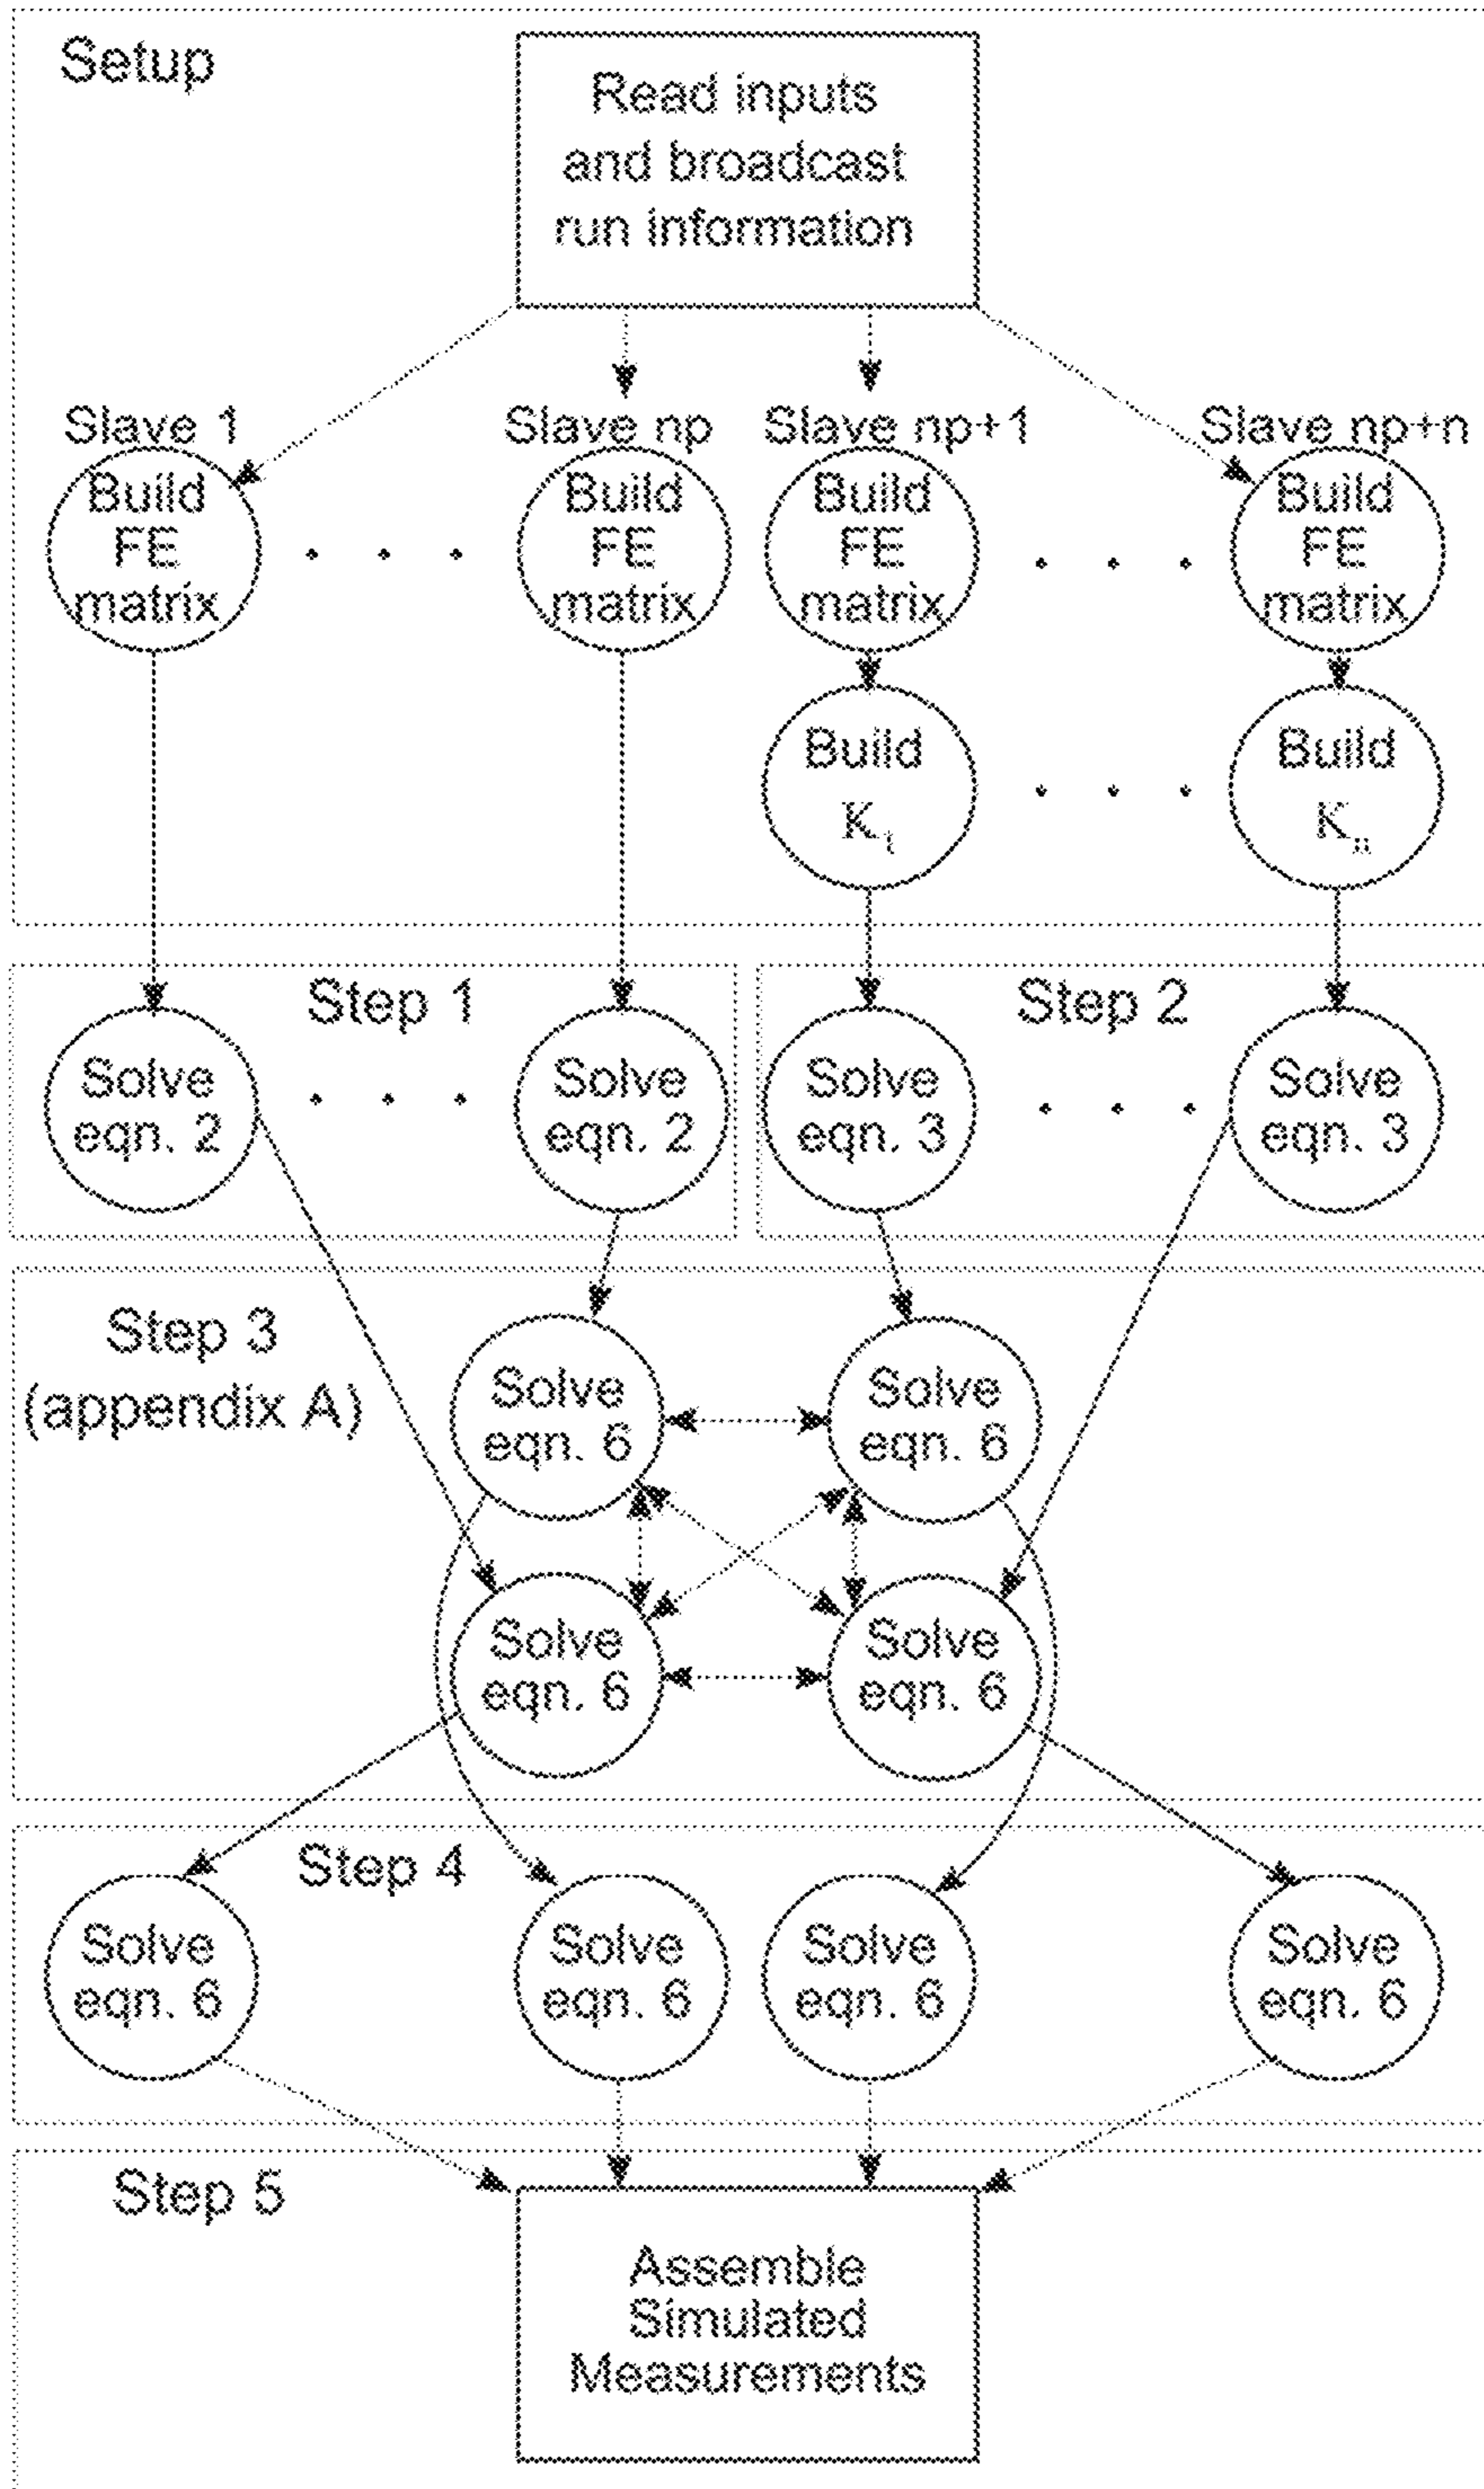 Setup
Read inputs
and broadcast
run information
Slave 1
Slave np
Slave np+1
Slave np+n
Build
FE
matrix
Build
FE
matrix
Build
FE
matrix
Build
FE
matrix
Build
K₁
Build
Kₙ
Step 1
Step 2
Solve
eqn. 2
Solve
eqn. 2
Solve
eqn. 3
Solve
eqn. 3
Step 3
(appendix A)
Solve
eqn. 6
Solve
eqn. 6
Solve
eqn. 6
Solve
eqn. 6
Step 4
Solve
eqn. 6
Solve
eqn. 6
Solve
eqn. 6
Solve
eqn. 6
Step 5
Assemble
Simulated
Measurements